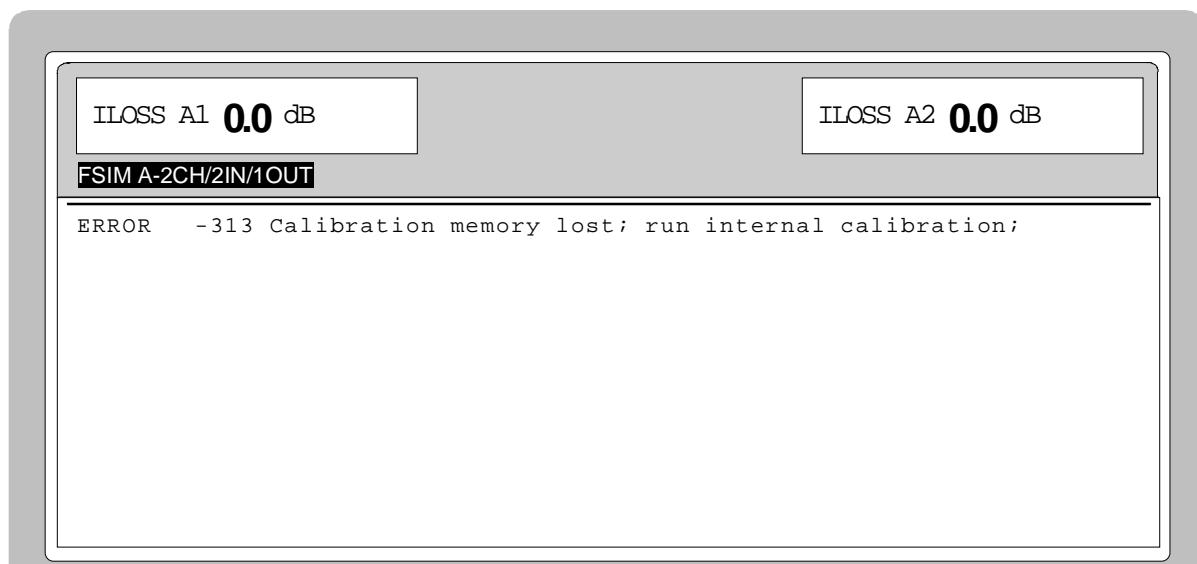 ILOSS A1 0.0 dB
ILOSS A2 0.0 dB
FSIM A-2CH/2IN/1OUT
ERROR -313 Calibration memory lost; run internal calibration;